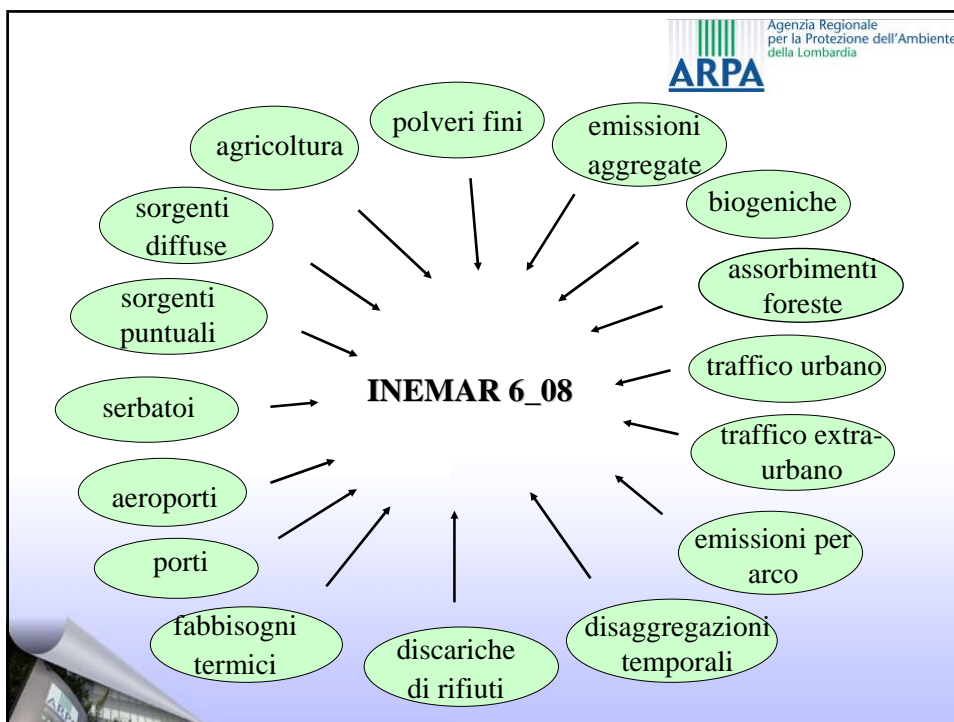 Agenzia Regionale
per la Protezione dell'Ambiente
della Lombardia
ARPA
polveri fini
emissioni
aggregate
agricoltura
biogeniche
sorgenti
diffuse
assorbimenti
foreste
sorgenti
puntuali
traffico urbano
INEMAR 6_08
serbatoi
traffico extra-
urbano
aeroporti
emissioni per
arco
porti
fabbisogni
termici
discariche
di rifiuti
disaggregazioni
temporali
ARPA